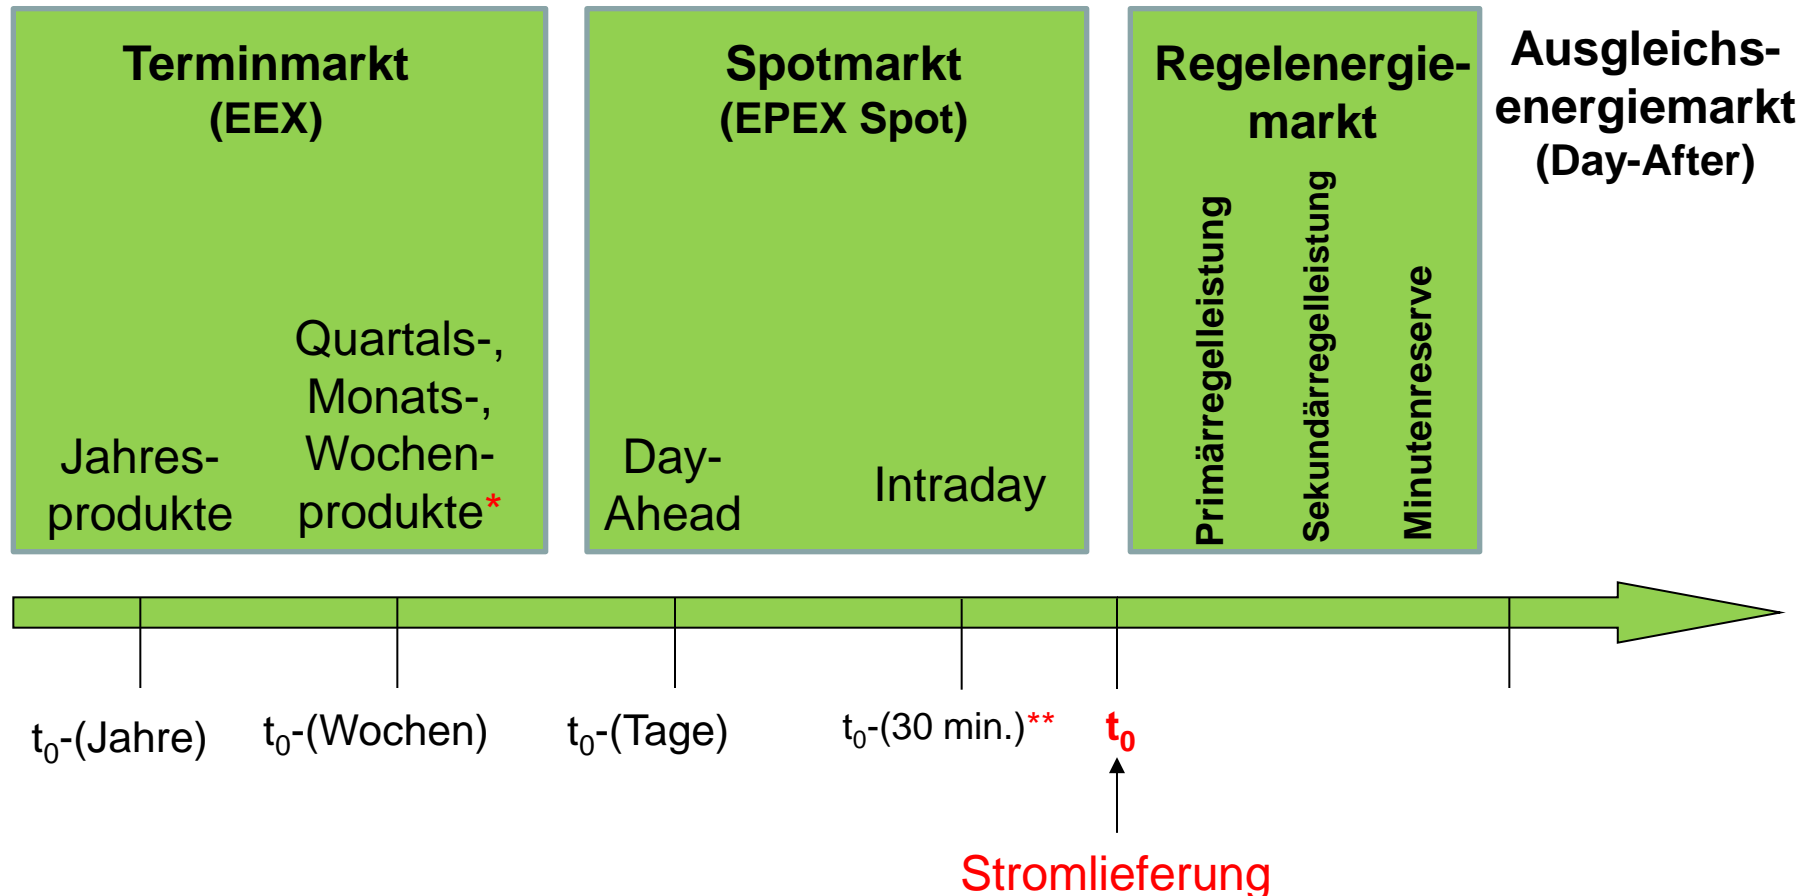 Terminmarkt
(EEX)
Jahres-
produkte
Quartals-,
Monats-,
Wochen-
produkte*
Spotmarkt
(EPEX Spot)
Day-
Ahead
Intraday
Regelenergie-
markt
Primärregelleistung
Sekundärregelleistung
Minutenreserve
Ausgleichs-
energiemarkt
(Day-After)
t0-(Jahre)
t0-(Wochen)
t0-(Tage)
t0-(30 min.)**
t0
Stromlieferung